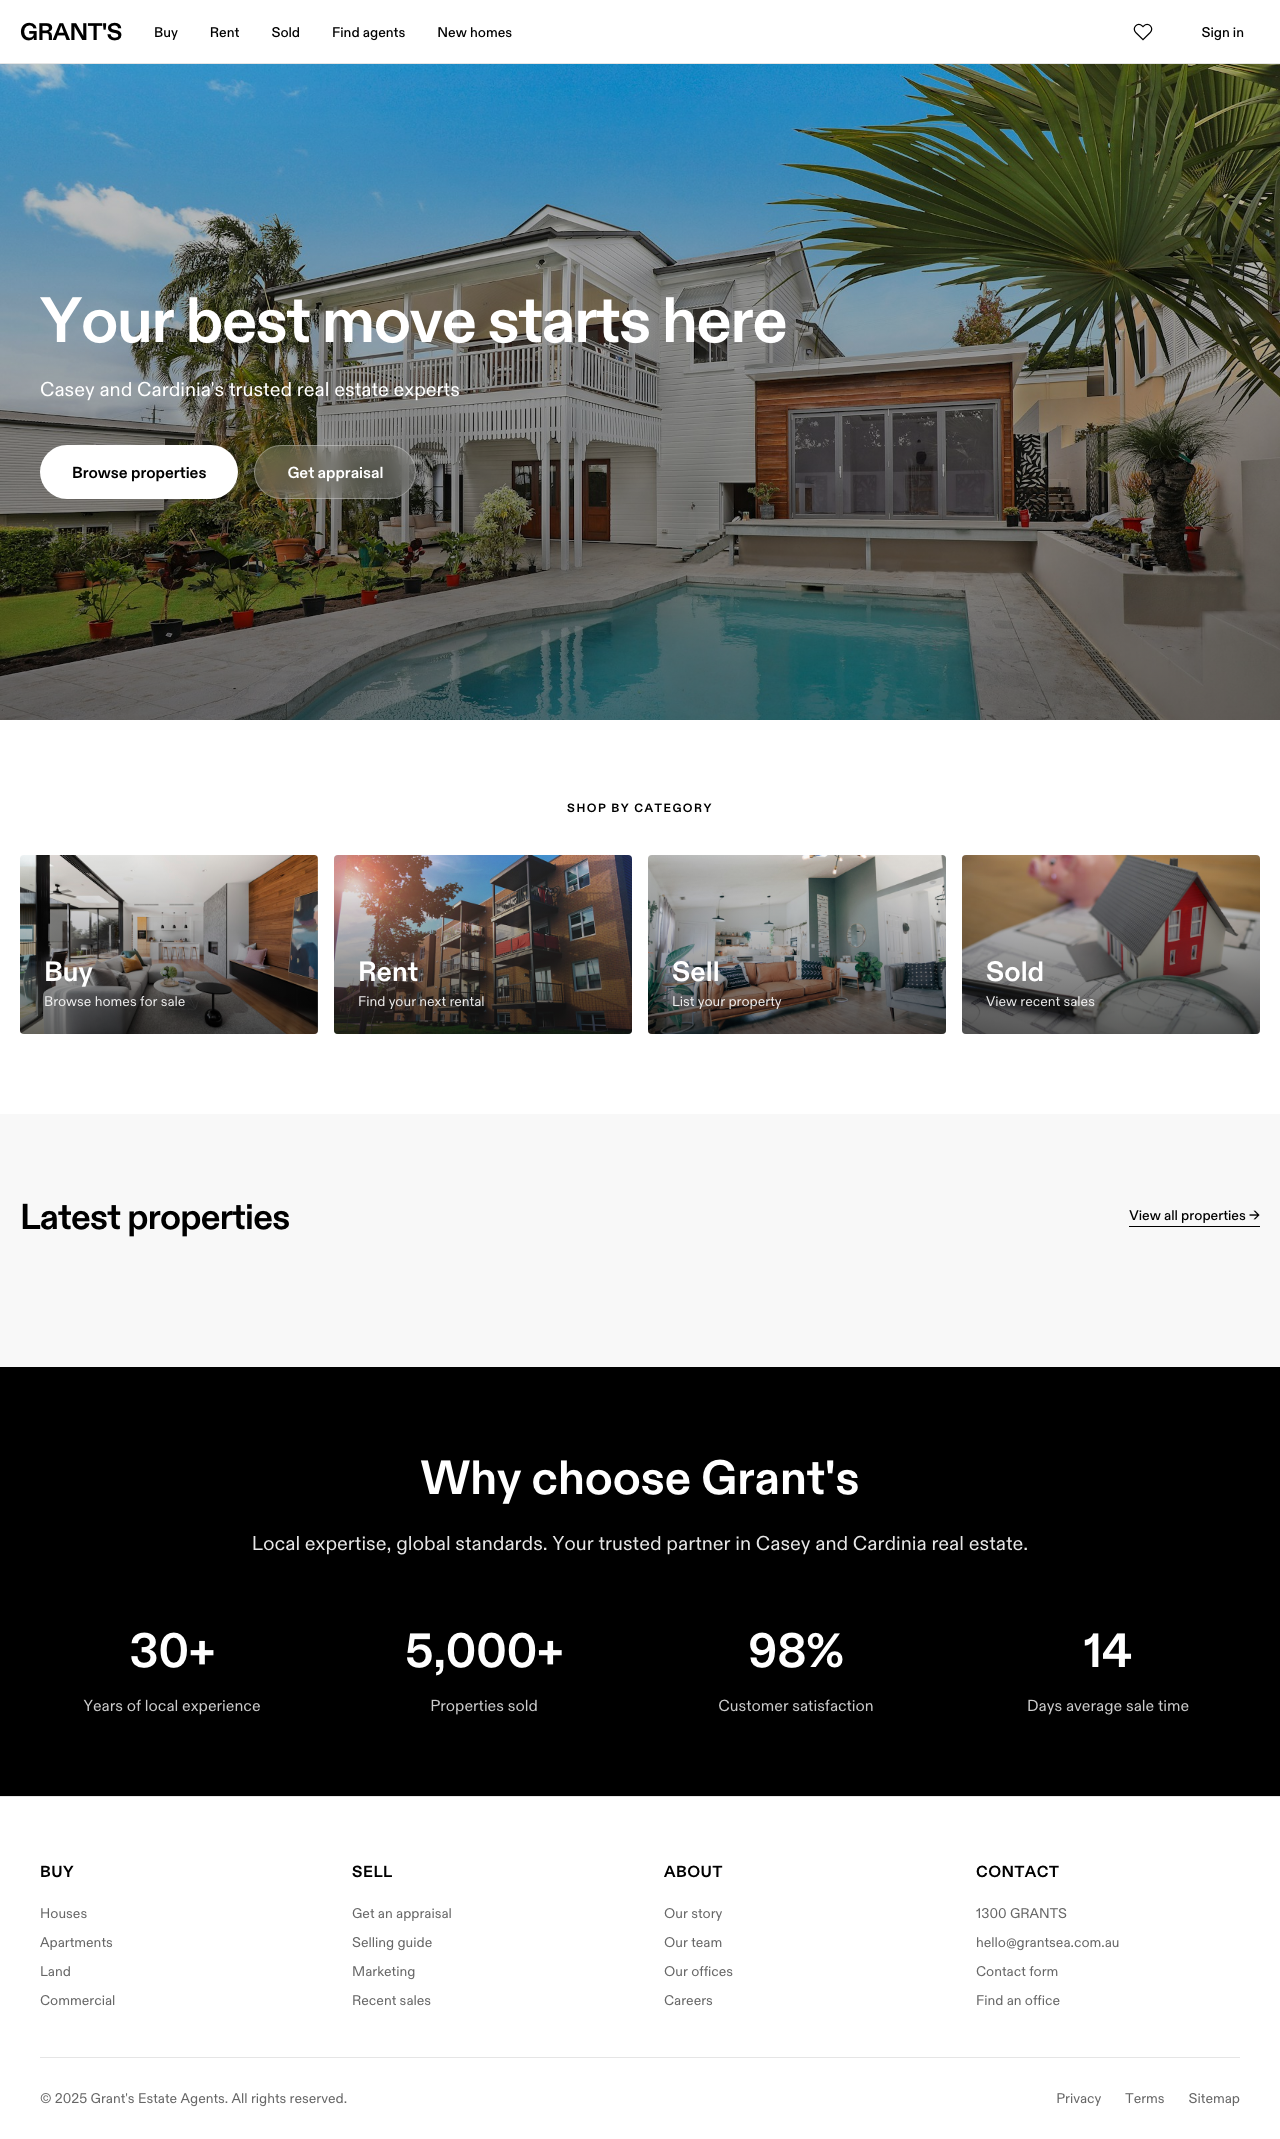 GRANT'S
Buy
Rent
Sold
Find agents
New homes
Sign in
Your best move starts here
Casey and Cardinia's trusted real estate experts
Browse properties
Get appraisal
SHOP BY CATEGORY
Buy
Browse homes for sale
Rent
Find your next rental
Sell
List your property
Sold
View recent sales
Latest properties
View all properties →
Why choose Grant's
Local expertise, global standards. Your trusted partner in Casey and Cardinia real estate.
30+
Years of local experience
5,000+
Properties sold
98%
Customer satisfaction
14
Days average sale time
BUY
Houses
Apartments
Land
Commercial
SELL
Get an appraisal
Selling guide
Marketing
Recent sales
ABOUT
Our story
Our team
Our offices
Careers
CONTACT
1300 GRANTS
hello@grantsea.com.au
Contact form
Find an office
© 2025 Grant's Estate Agents. All rights reserved.
Privacy
Terms
Sitemap